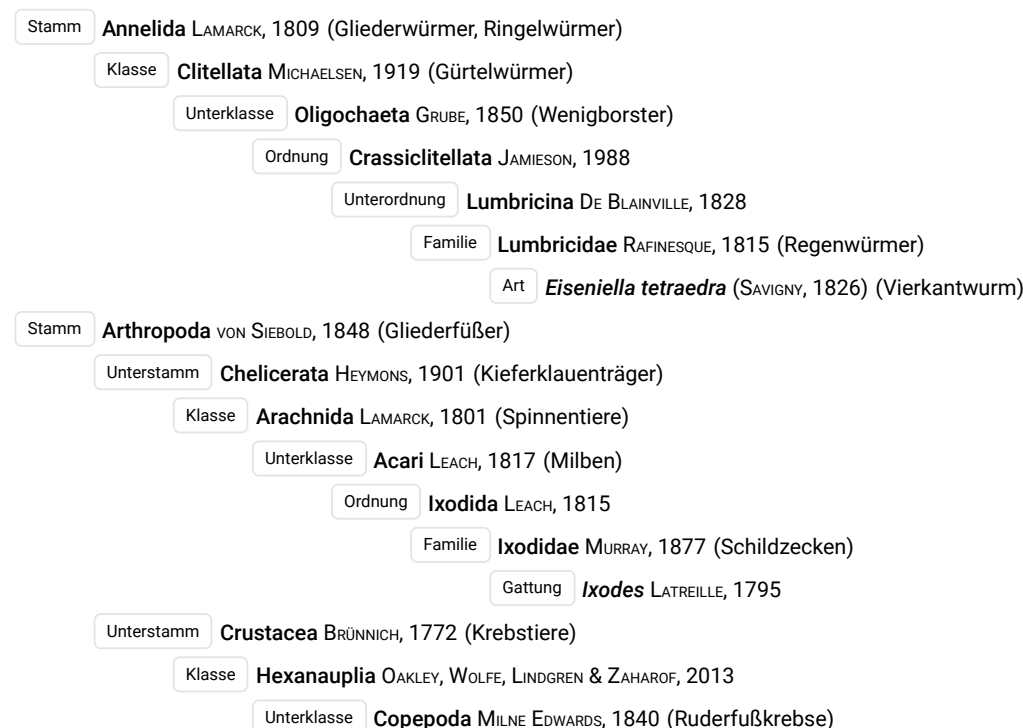 Stamm Annelida Lamarck, 1809 (Gliederwürmer, Ringelwürmer)
Klasse Clitellata Michaelsen, 1919 (Gürtelwürmer)
Unterklasse Oligochaeta Grube, 1850 (Wenigborster)
Ordnung Crassiclitellata Jamieson, 1988
Unterordnung Lumbricina De Blainville, 1828
Familie Lumbricidae Rafinesque, 1815 (Regenwürmer)
Art Eiseniella tetraedra (Savigny, 1826) (Vierkantwurm)
Stamm Arthropoda von Siebold, 1848 (Gliederfüßer)
Unterstamm Chelicerata Heymons, 1901 (Kieferklauenträger)
Klasse Arachnida Lamarck, 1801 (Spinnentiere)
Unterklasse Acari Leach, 1817 (Milben)
Ordnung Ixodida Leach, 1815
Familie Ixodidae Murray, 1877 (Schildzecken)
Gattung Ixodes Latreille, 1795
Unterstamm Crustacea Brünnich, 1772 (Krebstiere)
Klasse Hexanauplia Oakley, Wolfe, Lindgren & Zaharof, 2013
Unterklasse Copepoda Milne Edwards, 1840 (Ruderfußkrebse)